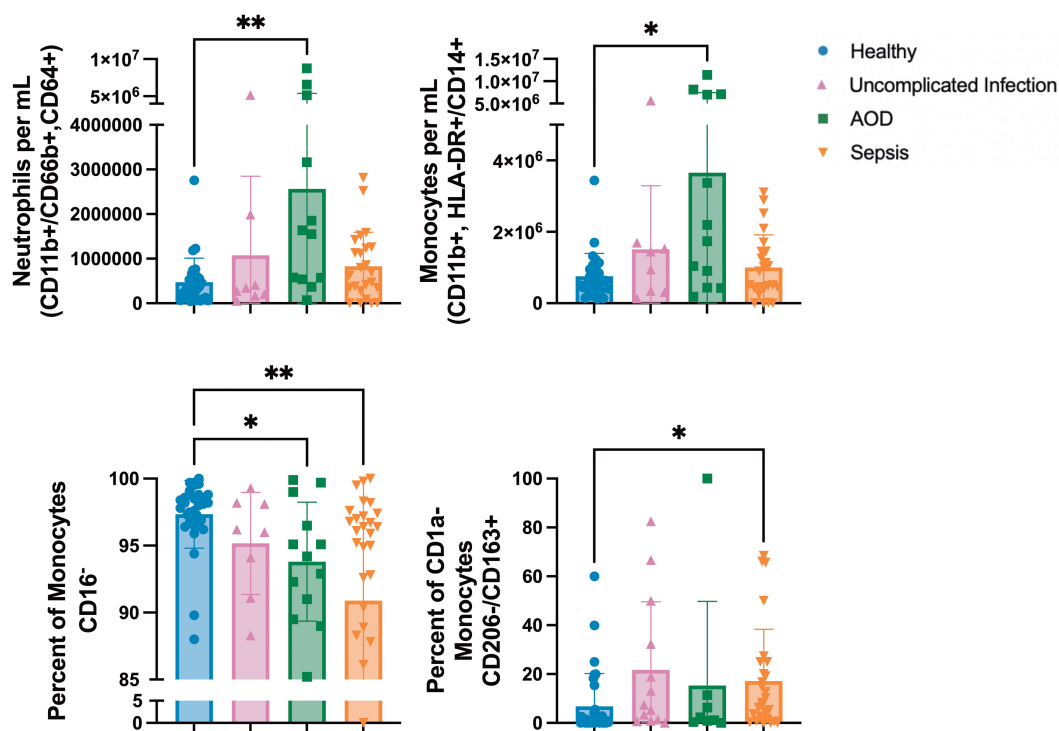 **
Neutrophils per mL
(CD11b+/CD66b+,CD64+)
1×10⁷
5×10⁶
4000000
3000000
2000000
1000000
0
*
Monocytes per mL
(CD11b+, HLA-DR+/CD14+
1.5×10⁷
1.0×10⁷
5.0×10⁶
4×10⁶
2×10⁶
0
Healthy
Uncomplicated Infection
AOD
Sepsis
**
*
Percent of Monocytes
CD16⁻
100
95
90
85
5
0
*
Percent of CD1a-
Monocytes
CD206-/CD163+
100
80
60
40
20
0